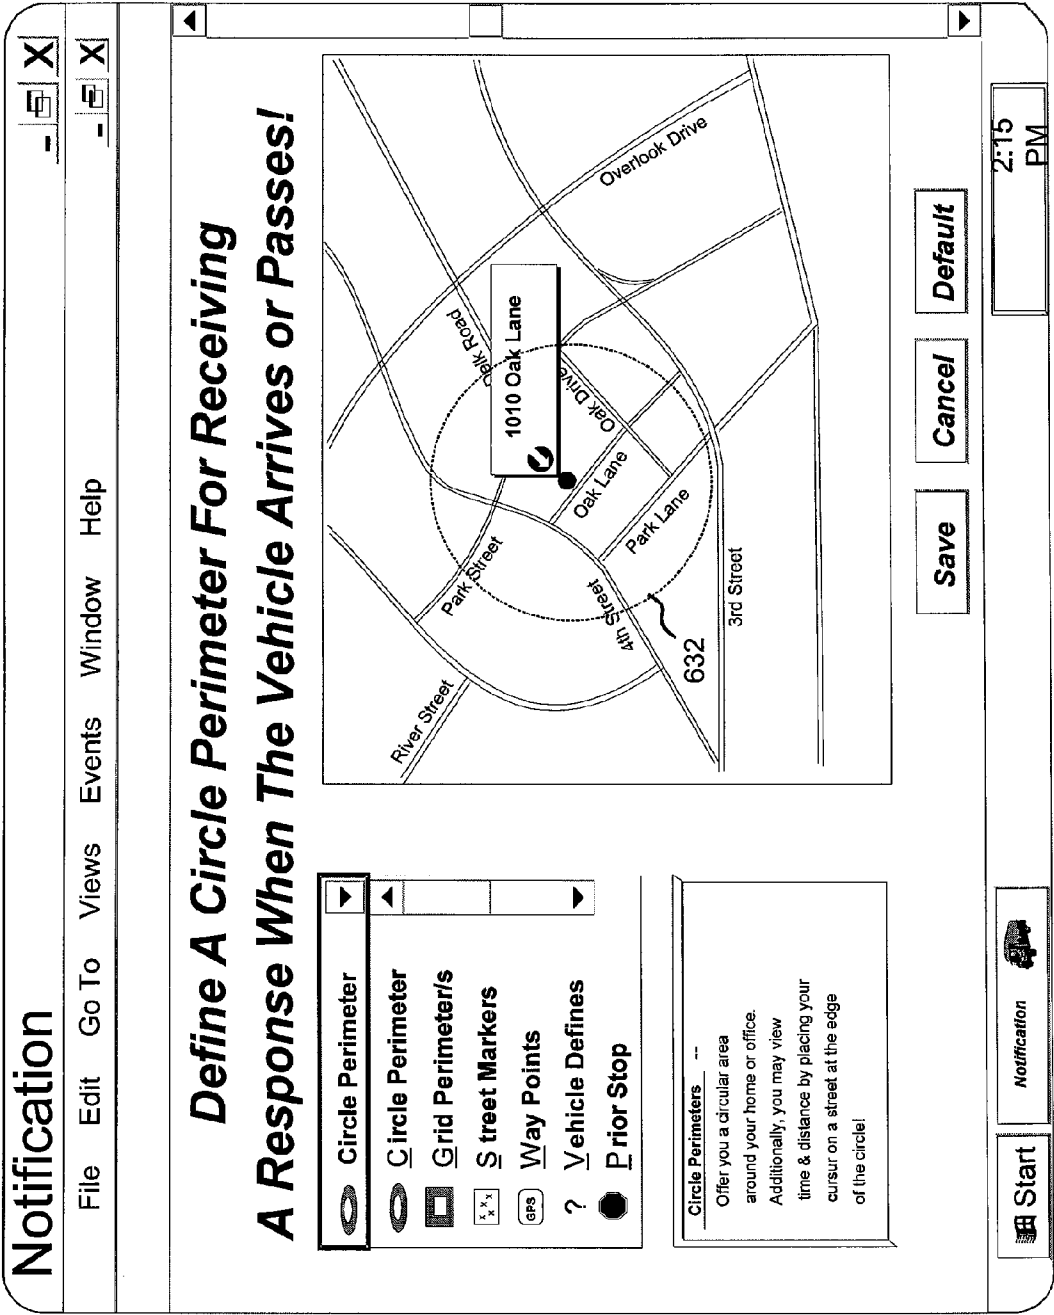 Notification
File Edit Go To Views Events Window Help
Define A Circle Perimeter For Receiving
A Response When The Vehicle Arrives or Passes!
Circle Perimeter
Circle Perimeter
Grid Perimeter/s
S treet Markers
Way Points
GPS
? Vehicle Defines
P rior Stop
Circle Perimeters --
Offer you a circular area
around your home or office.
Additionally, you may view
time & distance by placing your
cursur on a street at the edge
of the circle!
River Street
Park Street
4th Street
632
3rd Street
Park Lane
Oak Lane
Oak Drive
1010 Oak Lane
Road
Overlook Drive
Save
Cancel
Default
Start
Notification
2:15
PM